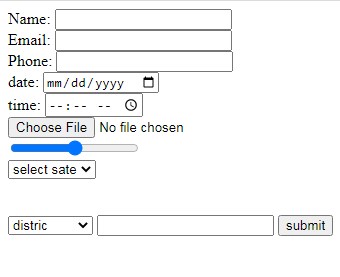 Name:
Email:
Phone:
date: mm/dd/yyyy
time: --:-- --
Choose File No file chosen
select sate
distric submit